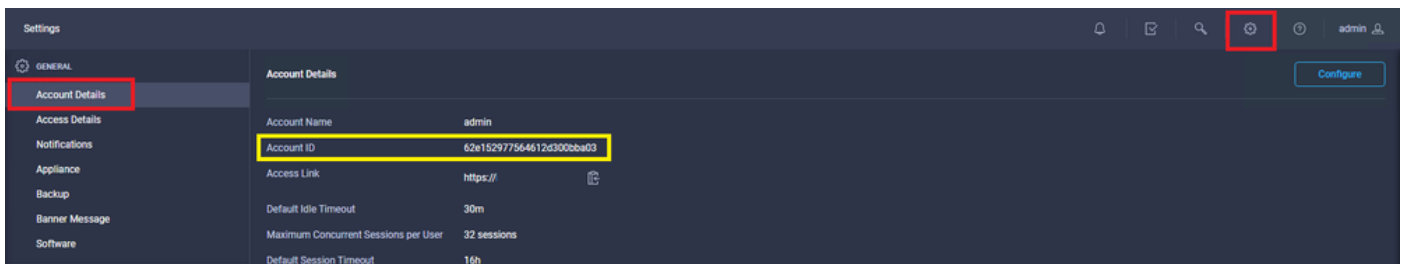 Settings
admin
GENERAL
Account Details
Configure
Account Details
Access Details
Account Name admin
Notifications
Account ID 62e152977564612d300bba03
Appliance
Access Link https://
Backup
Default Idle Timeout 30m
Banner Message
Maximum Concurrent Sessions per User 32 sessions
Software
Default Session Timeout 16h